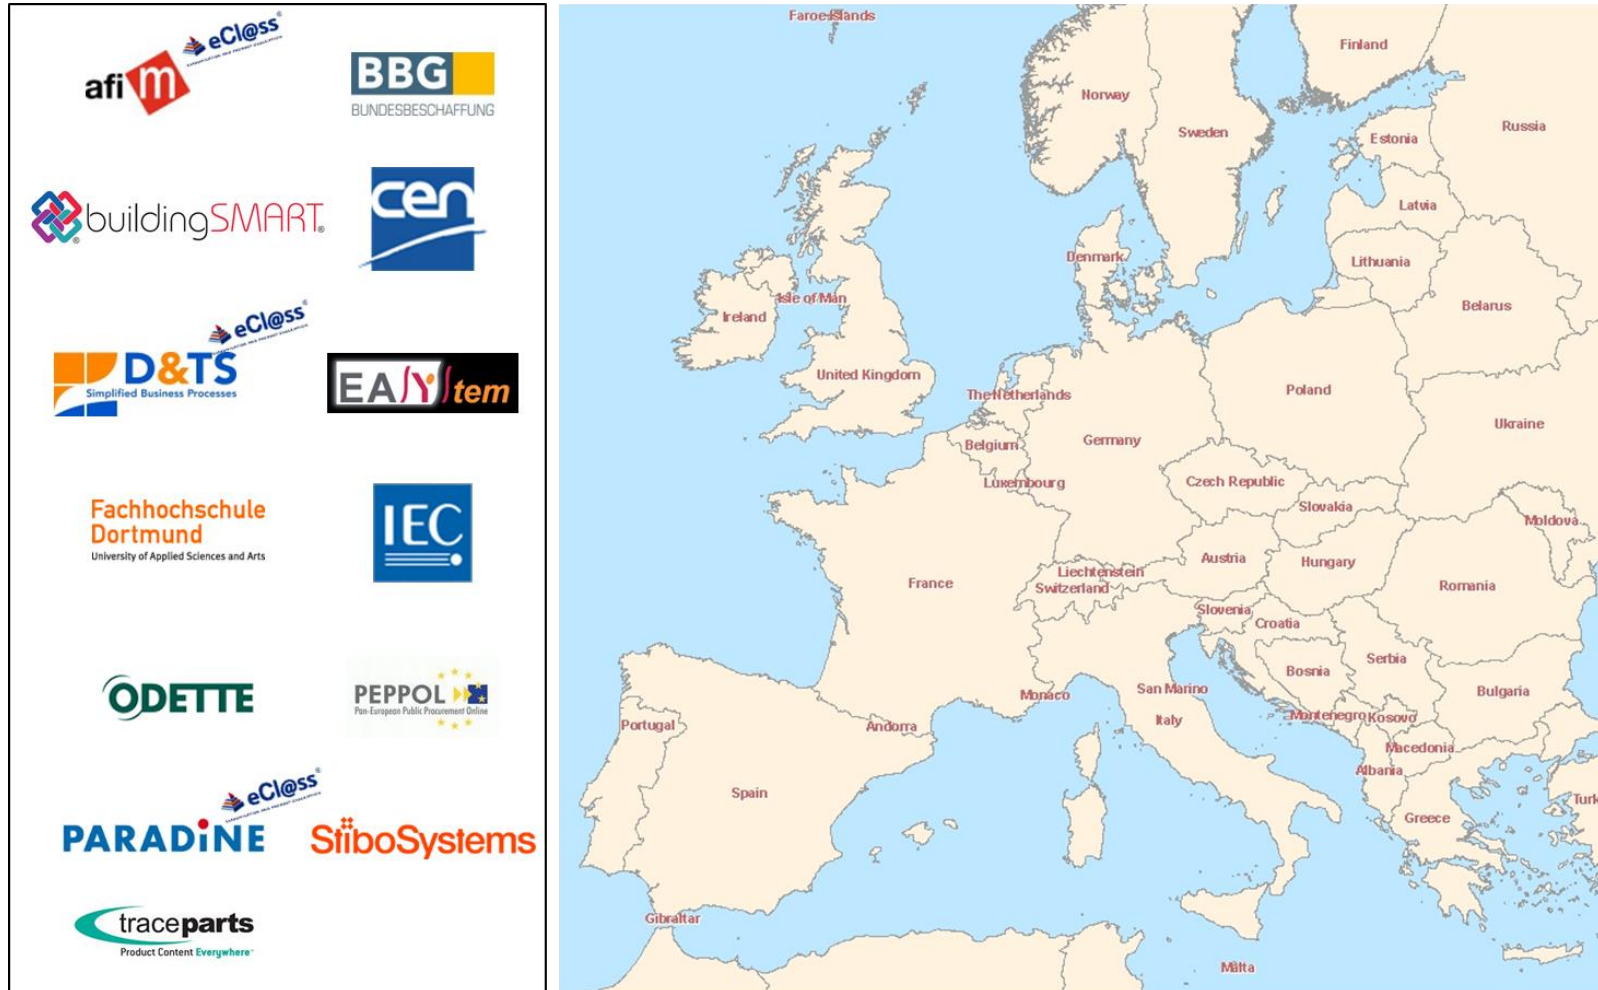 eCl@ss
afi m
BBG
BUNDESBESCHAFFUNG
buildingSMART®
cen
eCl@ss
D&TS
Simplified Business Processes
EASYstem
Fachhochschule
Dortmund
University of Applied Sciences and Arts
IEC
ODETTE
PEPPOL
Pan-European Public Procurement Online
eCl@ss
PARADiNE
StiboSystems
traceparts
Product Content Everywhere™
Faroe Islands
Finland
Norway
Sweden
Russia
Estonia
Latvia
Denmark
Lithuania
Isle of Man
Ireland
Belarus
United Kingdom
The Netherlands
Poland
Ukraine
Belgium
Germany
Luxembourg
Czech Republic
Slovakia
Moldova
Austria
Hungary
Liechtenstein
Switzerland
France
Romania
Slovenia
Croatia
Serbia
Bosnia
Monaco
San Marino
Bulgaria
Portugal
Andorra
Italy
Montenegro
Kosovo
Macedonia
Albania
Spain
Turk
Greece
Gibraltar
Malta